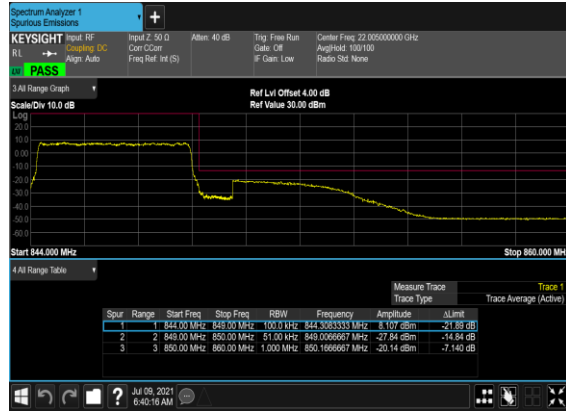 Spectrum Analyzer 1
Spurious Emissions
KEYSIGHT Input: RF Input Z: 50 Ω Atten: 40 dB Trig: Free Run Center Freq: 22.005000000 GHz
RL Coupling: DC Corr CCorr Gate: Off Avg|Hold: 100/100
Align: Auto Freq Ref: Int (S) IF Gain: Low Radio Std: None
PASS
3 All Range Graph
Ref Lvl Offset 4.00 dB
Scale/Div 10.0 dB Ref Value 30.00 dBm
Log
20.0
10.0
0.00
-10.0
-20.0
-30.0
-40.0
-50.0
-60.0
Start 844.000 MHz Stop 860.000 MH
4 All Range Table
Measure Trace Trace 1
Trace Type Trace Average (Active)
Spur Range Start Freq Stop Freq RBW Frequency Amplitude ΔLimit
1 1 844.00 MHz 849.00 MHz 100.0 kHz 844.3083333 MHz 8.107 dBm -21.89 dB
2 2 849.00 MHz 850.00 MHz 51.00 kHz 849.0066667 MHz -27.84 dBm -14.84 dB
3 3 850.00 MHz 860.00 MHz 1.000 MHz 850.1666667 MHz -20.14 dBm -7.140 dB
? Jul 09, 2021
6:40:16 AM